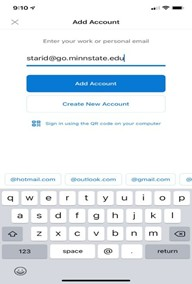 9:10
Add Account
Enter your work or personal email
starid@go.minnstate.edu
Add Account
Create New Account
Sign in using the QR code on your computer
@hotmail.com @outlook.com @gmail.com @
q w e r t y u i o p
a s d f g h j k l
z x c v b n m
123 space @ . return